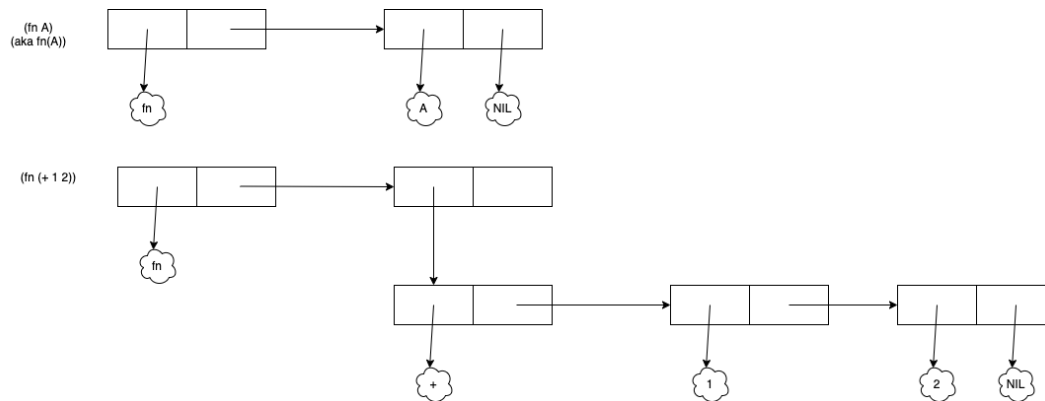 (fn A)
(aka fn(A))
fn
A
NIL
(fn (+ 1 2))
fn
+
1
2
NIL